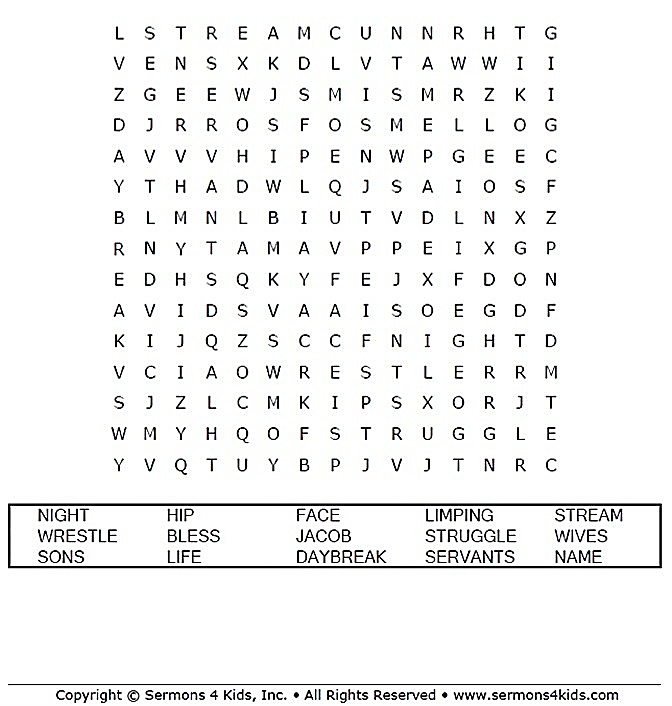 L S T R E A M C U N N R H T G
V E N S X K D L V T A W W I I
Z G E E W J S M I S M R Z K I
D J R R O S F O S M E L L O G
A V V V H I P E N W P G E E C
Y T H A D W L Q J S A I O S F
B L M N L B I U T V D L N X Z
R N Y T A M A V P P E I X G P
E D H S Q K Y F E J X F D O N
A V I D S V A A I S O E G D F
K I J Q Z S C C F N I G H T D
V C I A O W R E S T L E R R M
S J Z L C M K I P S X O R J T
W M Y H Q O F S T R U G G L E
Y V Q T U Y B P J V J T N R C
NIGHT HIP FACE LIMPING STREAM
WRESTLE BLESS JACOB STRUGGLE WIVES
SONS LIFE DAYBREAK SERVANTS NAME
Copyright © Sermons 4 Kids, Inc. • All Rights Reserved • www.sermons4kids.com